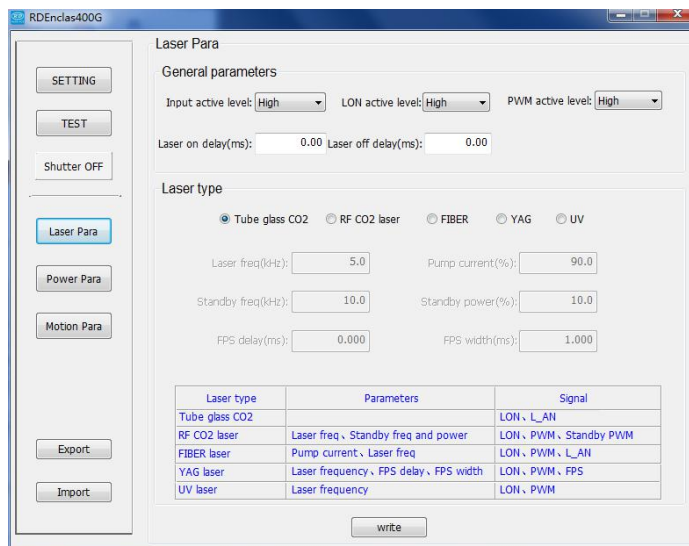 RDEnclas400G
SETTING
TEST
Shutter OFF
Laser Para
Power Para
Motion Para
Export
Import
Laser Para
General parameters
Input active level: High LON active level: High PWM active level: High
Laser on delay(ms): 0.00 Laser off delay(ms): 0.00
Laser type
Tube glass CO2 RF CO2 laser FIBER YAG UV
Laser freq(kHz): 5.0 Pump current(%): 90.0
Standby freq(kHz): 10.0 Standby power(%): 10.0
FPS delay(ms): 0.000 FPS width(ms): 1.000
Laser type Parameters Signal
Tube glass CO2 LON、L_AN
RF CO2 laser Laser freq、Standby freq and power LON、PWM、Standby PWM
FIBER laser Pump current、Laser freq LON、PWM、L_AN
YAG laser Laser frequency、FPS delay、FPS width LON、PWM、FPS
UV laser Laser frequency LON、PWM
write